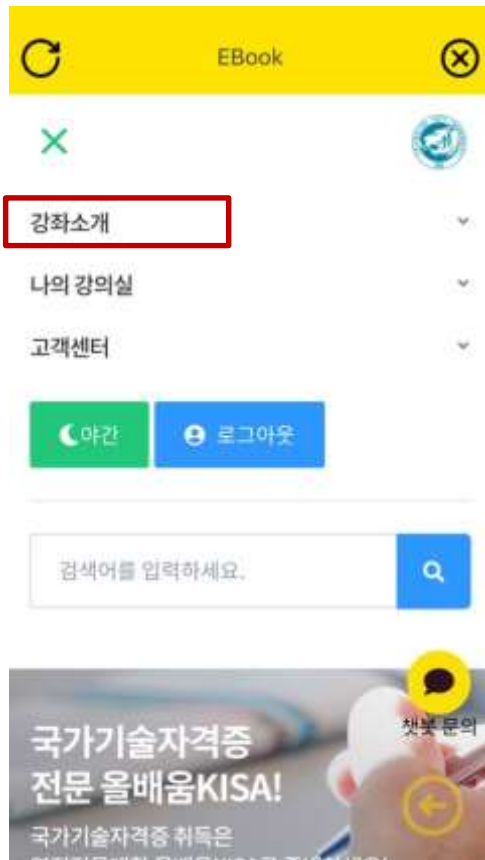 EBook
강좌소개
나의 강의실
고객센터
야간
로그아웃
검색어를 입력하세요.
챗봇 문의
국가기술자격증
전문 올배움KISA!
국가기술자격증 취득은